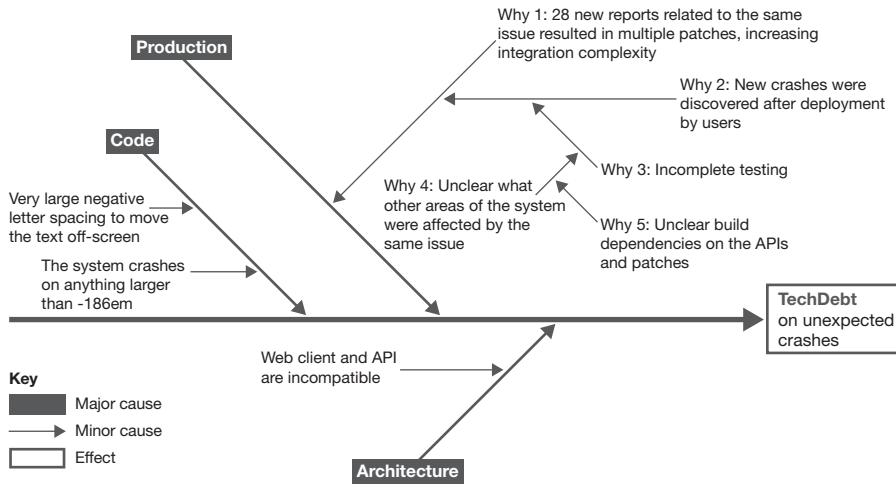 Production
Why 1: 28 new reports related to the same
issue resulted in multiple patches, increasing
integration complexity
Why 2: New crashes were
discovered after deployment
by users
Code
Why 3: Incomplete testing
Very large negative
letter spacing to move
the text off-screen
Why 4: Unclear what
other areas of the system
were affected by the
same issue
Why 5: Unclear build
dependencies on the APIs
and patches
The system crashes
on anything larger
than -186em
TechDebt
on unexpected
crashes
Web client and API
are incompatible
Key
Major cause
Minor cause
Effect
Architecture